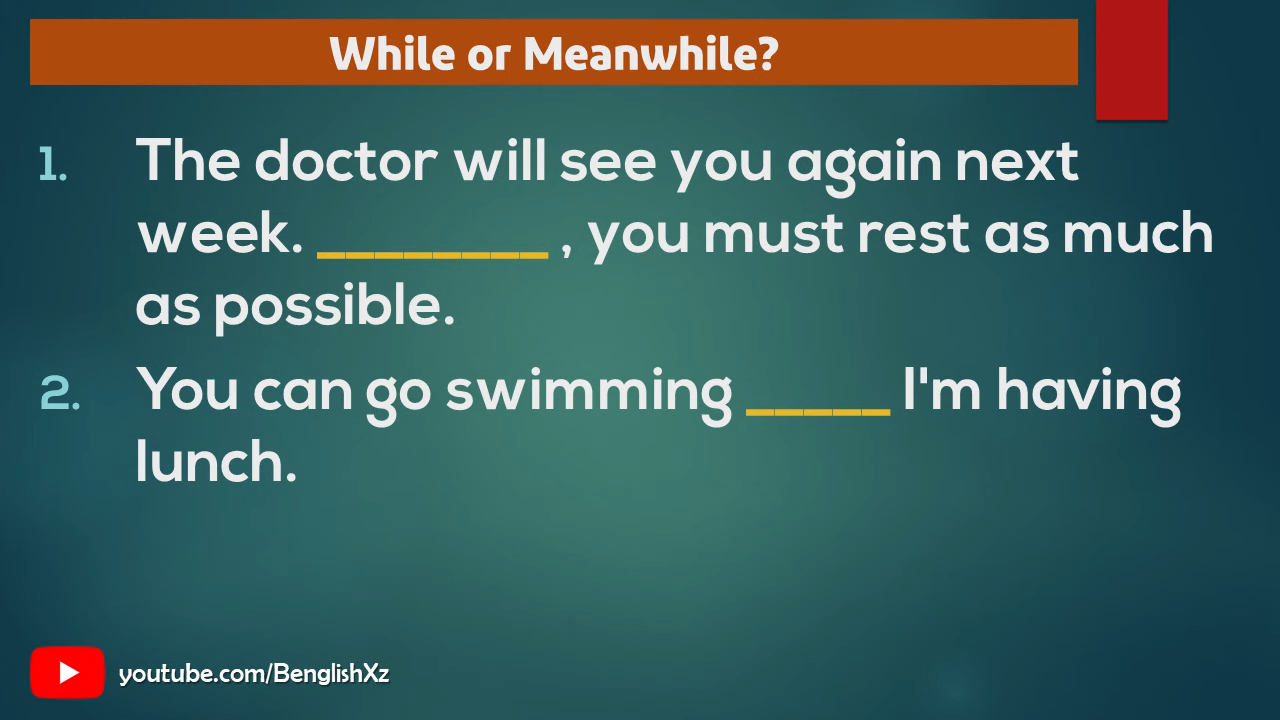 While or Meanwhile?
1. The doctor will see you again next
week. ________ , you must rest as much
as possible.
2. You can go swimming _____ I'm having
lunch.
youtube.com/BenglishXz